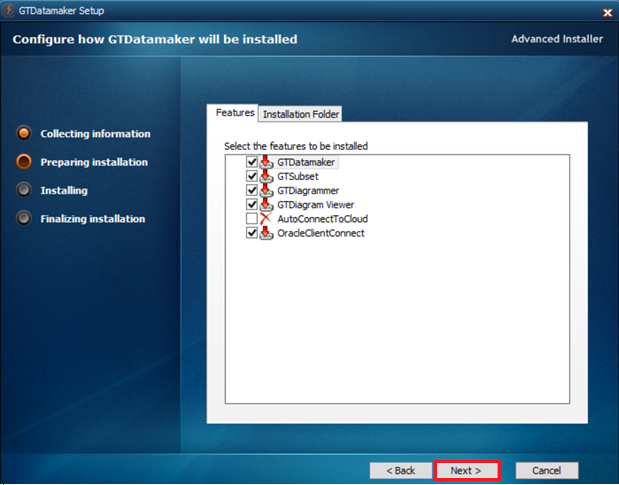 GTDatamaker Setup
Configure how GTDatamaker will be installed
Advanced Installer
Collecting information
Preparing installation
Installing
Finalizing installation
Features
Installation Folder
Select the features to be installed
GTDatamaker
GTSubset
GTDiagrammer
GTDiagram Viewer
AutoConnectToCloud
OracleClientConnect
< Back
Next >
Cancel